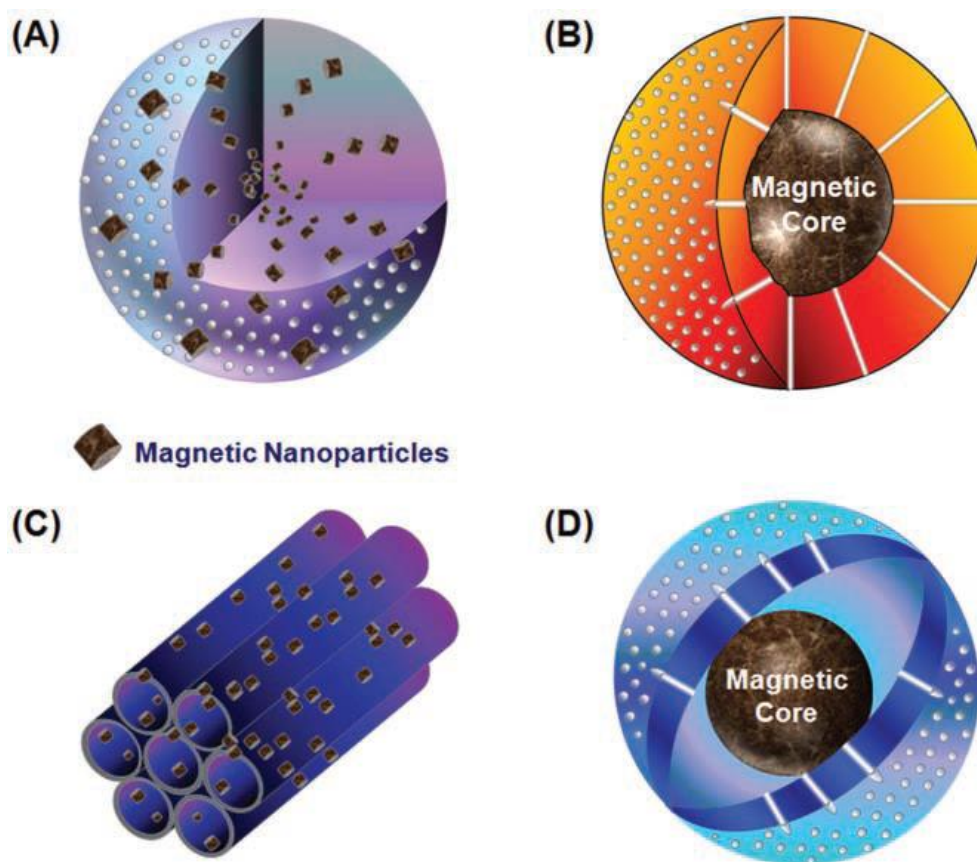 (A)
(B)
Magnetic
Core
Magnetic Nanoparticles
(C)
(D)
Magnetic
Core